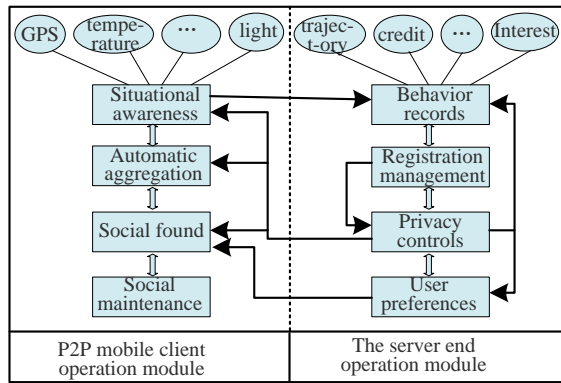 GPS
tempe-
rature
...
light
trajec-
t-ory
credit
...
Interest
Situational
awareness
Behavior
records
Automatic
aggregation
Registration
management
Social found
Privacy
controls
Social
maintenance
User
preferences
P2P mobile client
operation module
The server end
operation module